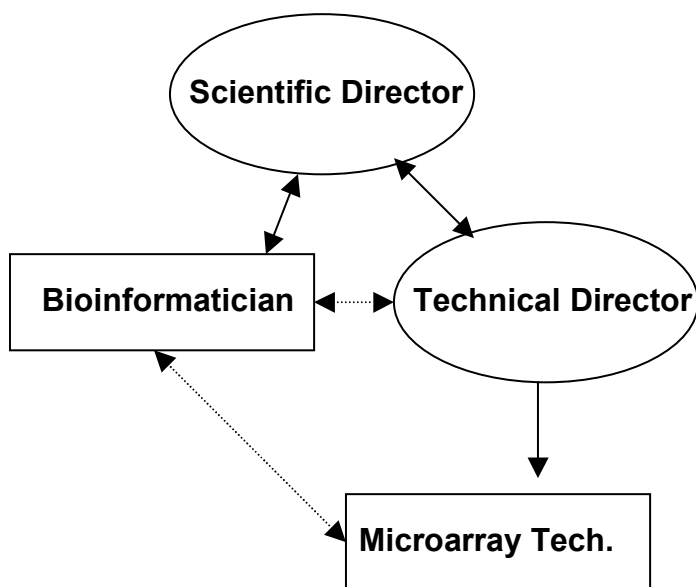 Scientific Director
Bioinformatician
Technical Director
Microarray Tech.